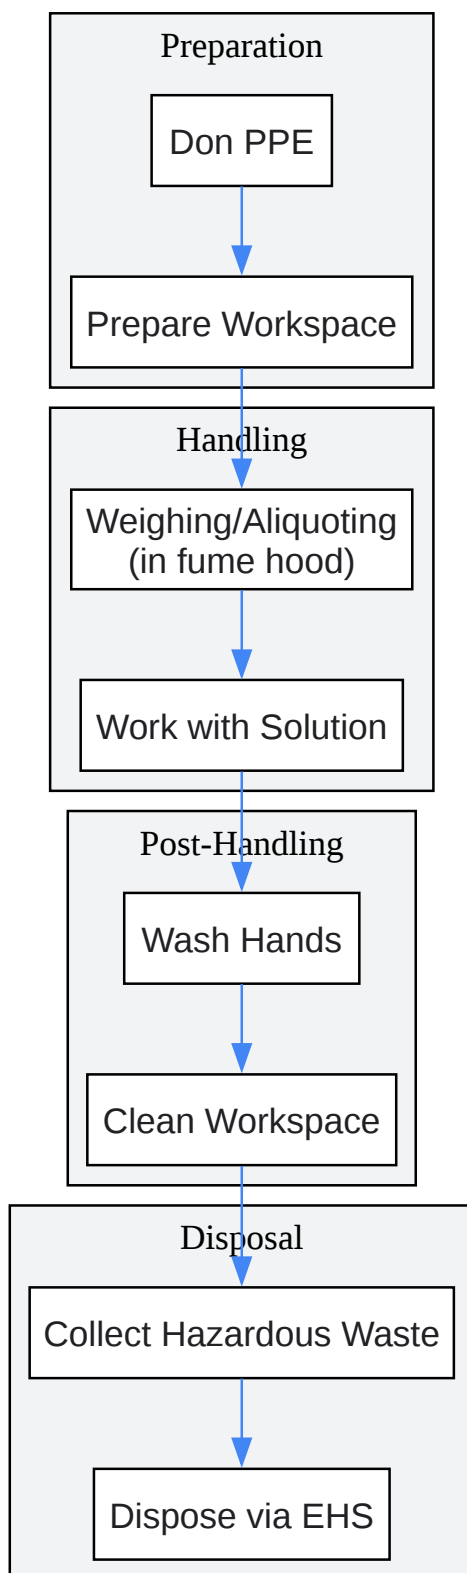 Preparation
Don PPE
Prepare Workspace
Handling
Weighing/Aliquoting
(in fume hood)
Work with Solution
Post-Handling
Wash Hands
Clean Workspace
Disposal
Collect Hazardous Waste
Dispose via EHS